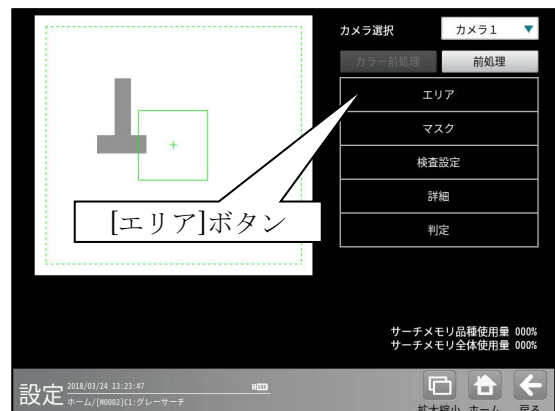 カメラ選択
カメラ1
カラー前処理
前処理
エリア
マスク
検査設定
詳細
判定
[エリア]ボタン
サーチメモリ品種使用量 000%
サーチメモリ全体使用量 000%
設定
2018/03/24 13:23:47
ホーム/[M0002]C1:グレーサーチ
拡大縮小
ホーム
戻る